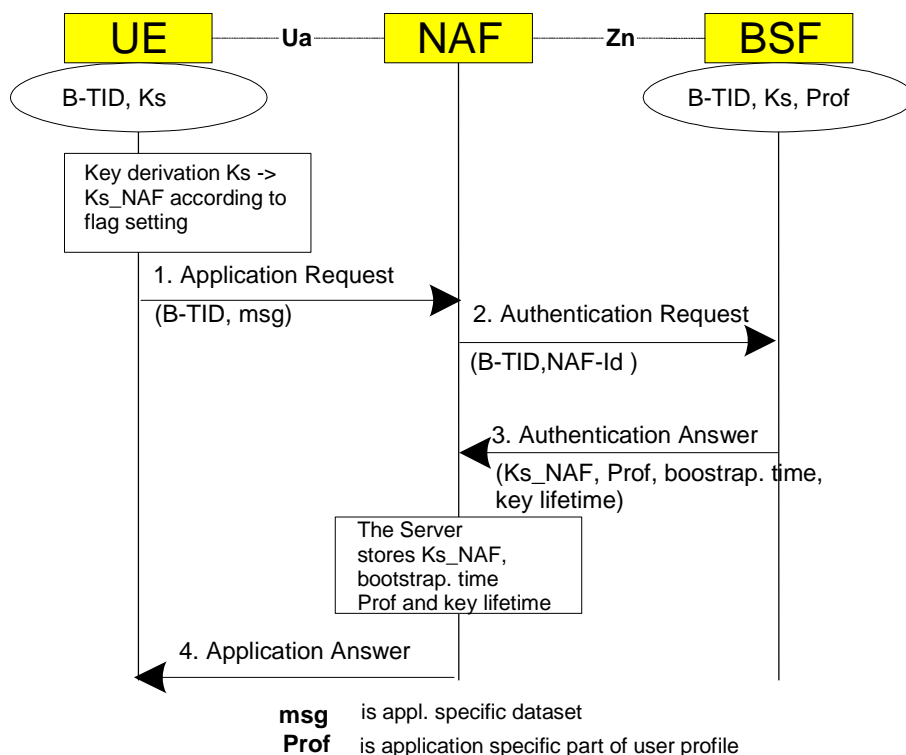 UE Ua NAF Zn BSF
B-TID, Ks
B-TID, Ks, Prof
Key derivation Ks ->
Ks_NAF according to
flag setting
1. Application Request
(B-TID, msg)
2. Authentication Request
(B-TID,NAF-Id )
3. Authentication Answer
(Ks_NAF, Prof, boostrap. time,
key lifetime)
The Server
stores Ks_NAF,
bootstrap. time
Prof and key lifetime
4. Application Answer
msg is appl. specific dataset
Prof is application specific part of user profile